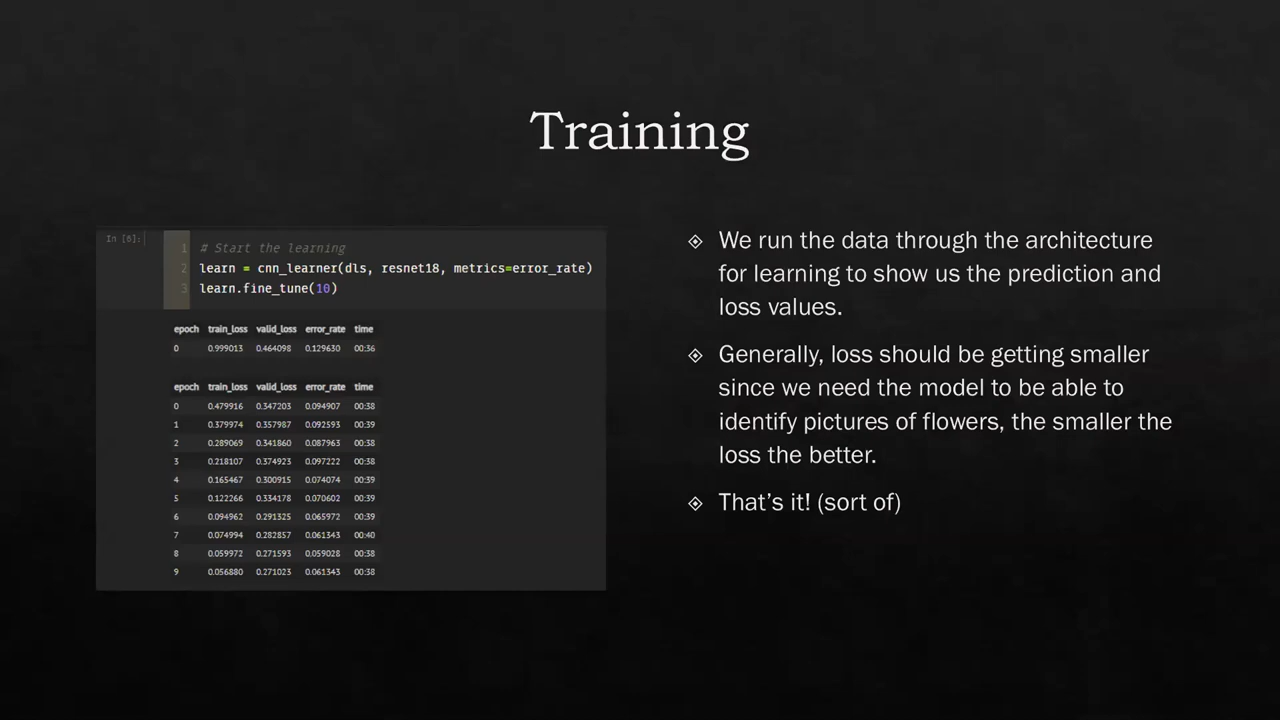 Training
In [6]:
1 # Start the learning
2 learn = cnn_learner(dls, resnet18, metrics=error_rate)
3 learn.fine_tune(10)
epoch train_loss valid_loss error_rate time
0 0.999013 0.464098 0.129630 00:36
epoch train_loss valid_loss error_rate time
0 0.479916 0.347203 0.094907 00:38
1 0.379974 0.357987 0.092593 00:39
2 0.289069 0.341860 0.087963 00:38
3 0.218107 0.374923 0.097222 00:38
4 0.165467 0.300915 0.074074 00:39
5 0.122266 0.334178 0.070602 00:39
6 0.094962 0.291325 0.065972 00:39
7 0.074994 0.282857 0.061343 00:40
8 0.059972 0.271593 0.059028 00:38
9 0.056880 0.271023 0.061343 00:38
We run the data through the architecture
for learning to show us the prediction and
loss values.
Generally, loss should be getting smaller
since we need the model to be able to
identify pictures of flowers, the smaller the
loss the better.
That's it! (sort of)